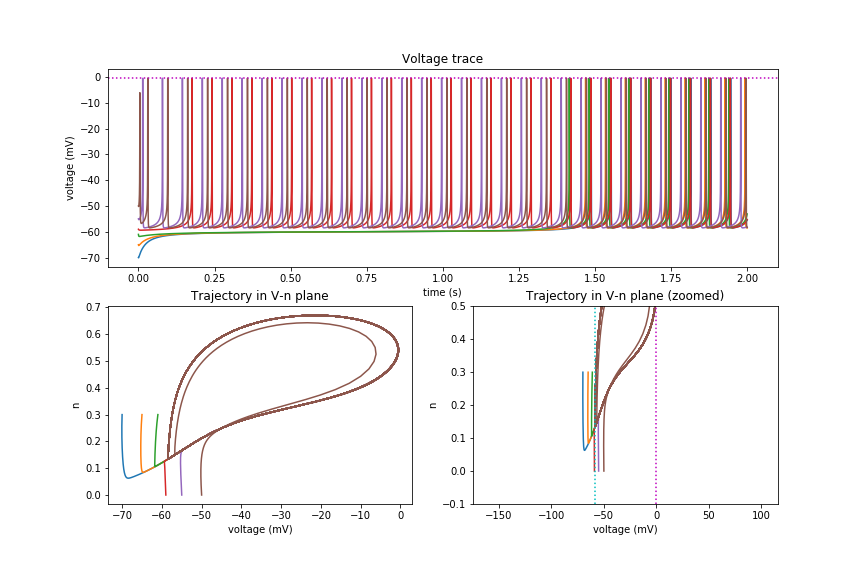 Voltage trace
voltage (mV)
0
−10
−20
−30
−40
−50
−60
−70
0.00 0.25 0.50 0.75 1.00 1.25 1.50 1.75 2.00
time (s)
Trajectory in V-n plane
n
0.7
0.6
0.5
0.4
0.3
0.2
0.1
0.0
−70 −60 −50 −40 −30 −20 −10 0
voltage (mV)
Trajectory in V-n plane (zoomed)
n
0.5
0.4
0.3
0.2
0.1
0.0
−0.1
−150 −100 −50 0 50 100
voltage (mV)